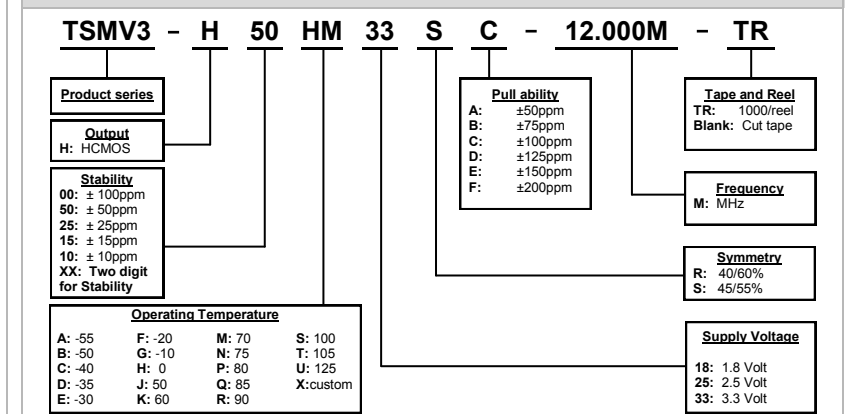 TSMV3 - H 50 HM 33 S C - 12.000M - TR
Product series
Output
H: HCMOS
Stability
00: ± 100ppm
50: ± 50ppm
25: ± 25ppm
15: ± 15ppm
10: ± 10ppm
XX: Two digit
for Stability
Operating Temperature
A: -55 F: -20 M: 70 S: 100
B: -50 G: -10 N: 75 T: 105
C: -40 H: 0 P: 80 U: 125
D: -35 J: 50 Q: 85 X:custom
E: -30 K: 60 R: 90
Pull ability
A: ±50ppm
B: ±75ppm
C: ±100ppm
D: ±125ppm
E: ±150ppm
F: ±200ppm
Tape and Reel
TR: 1000/reel
Blank: Cut tape
Frequency
M: MHz
Symmetry
R: 40/60%
S: 45/55%
Supply Voltage
18: 1.8 Volt
25: 2.5 Volt
33: 3.3 Volt